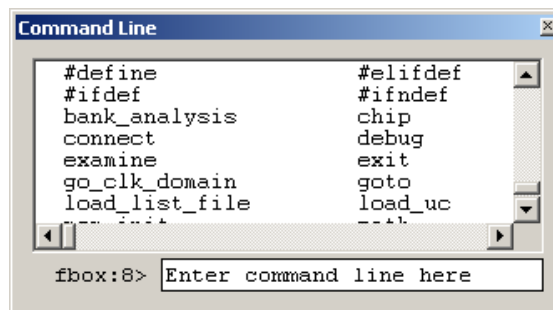 Command Line
#define #elifdef
#ifdef #ifndef
bank_analysis chip
connect debug
examine exit
go_clk_domain goto
load_list_file load_uc
fbox:8> Enter command line here